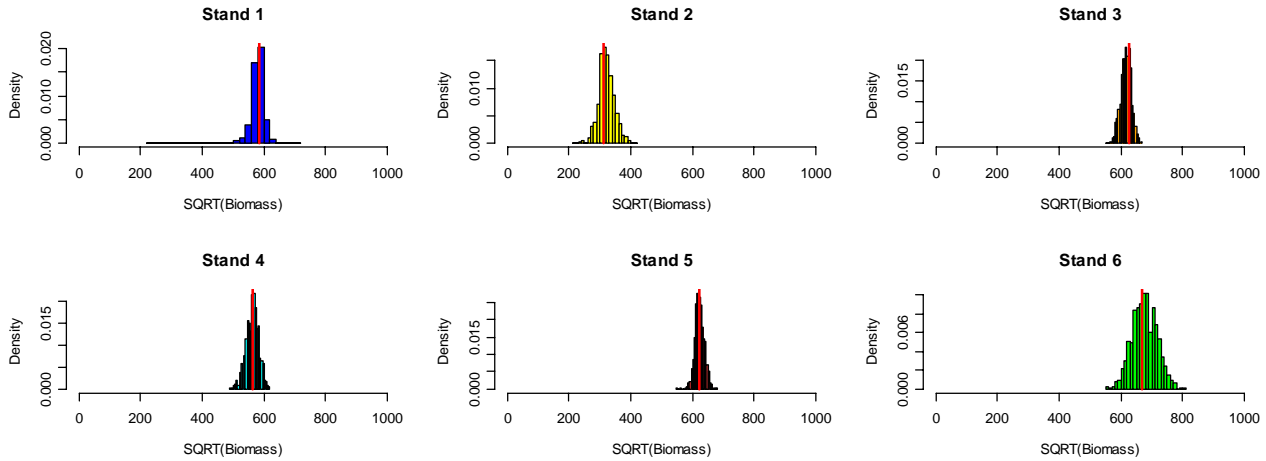 Stand 1
Density
0.000 0.010 0.020
0 200 400 600 800 1000
SQRT(Biomass)
Stand 2
Density
0.000 0.010
0 200 400 600 800 1000
SQRT(Biomass)
Stand 3
Density
0.000 0.015
0 200 400 600 800 1000
SQRT(Biomass)
Stand 4
Density
0.000 0.015
0 200 400 600 800 1000
SQRT(Biomass)
Stand 5
Density
0.000 0.015
0 200 400 600 800 1000
SQRT(Biomass)
Stand 6
Density
0.000 0.006
0 200 400 600 800 1000
SQRT(Biomass)